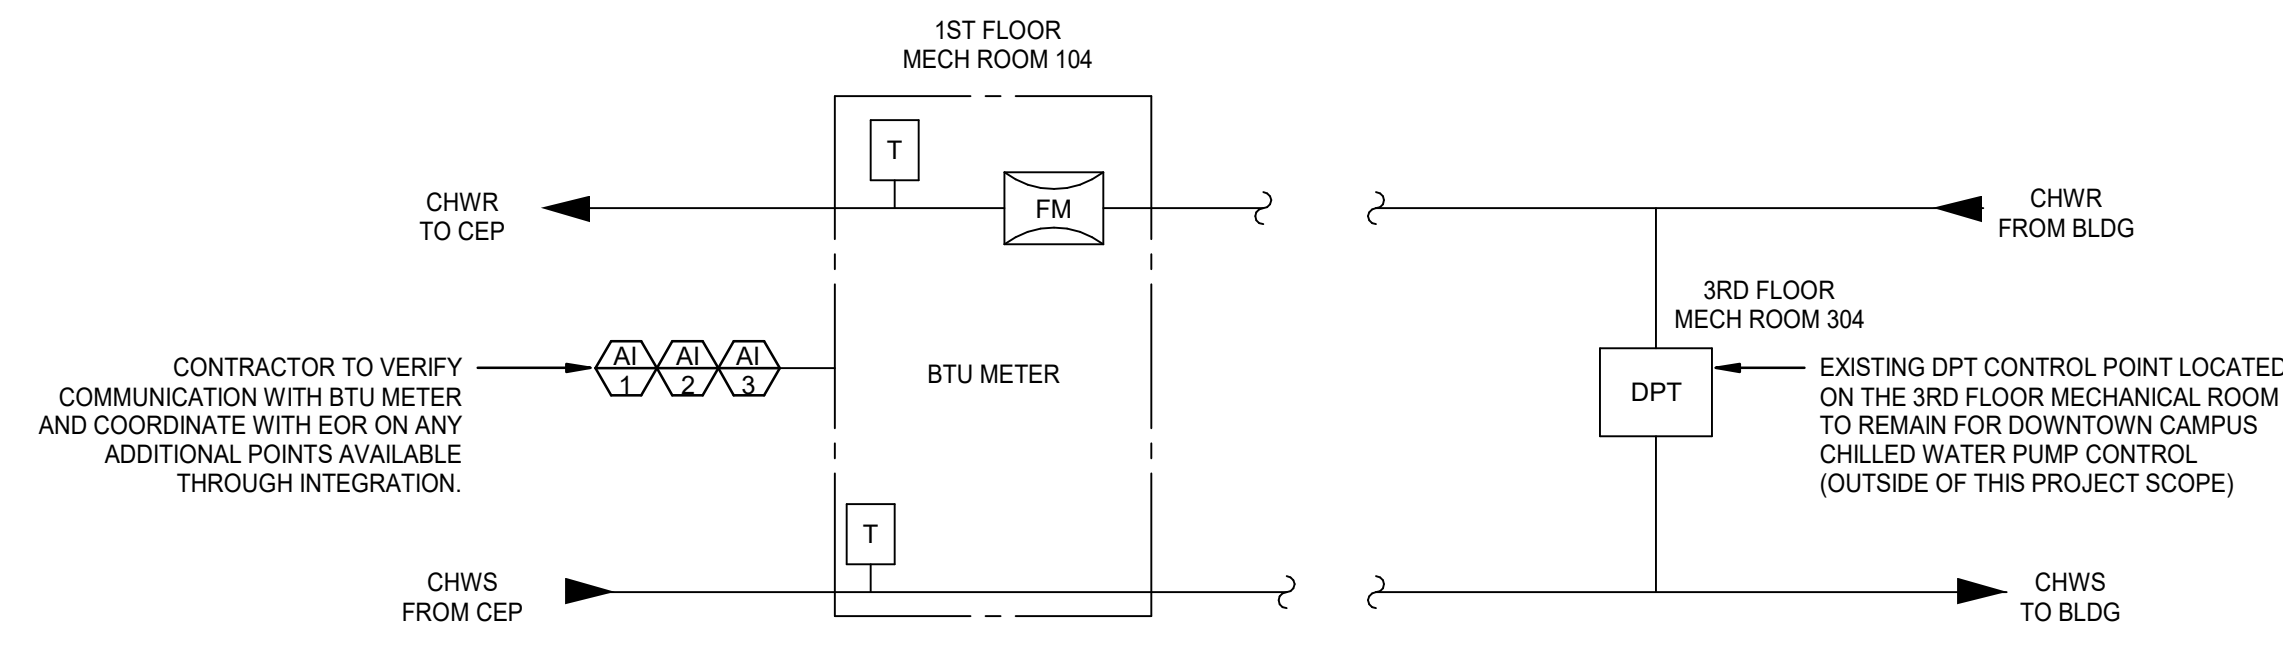 1ST FLOOR
MECH ROOM 104
T
CHWR
TO CEP
FM
CHWR
FROM BLDG
3RD FLOOR
MECH ROOM 304
CONTRACTOR TO VERIFY
COMMUNICATION WITH BTU METER
AND COORDINATE WITH EOR ON ANY
ADDITIONAL POINTS AVAILABLE
THROUGH INTEGRATION.
AI
1
AI
2
AI
3
BTU METER
DPT
EXISTING DPT CONTROL POINT LOCATED
ON THE 3RD FLOOR MECHANICAL ROOM
TO REMAIN FOR DOWNTOWN CAMPUS
CHILLED WATER PUMP CONTROL
(OUTSIDE OF THIS PROJECT SCOPE)
T
CHWS
FROM CEP
CHWS
TO BLDG